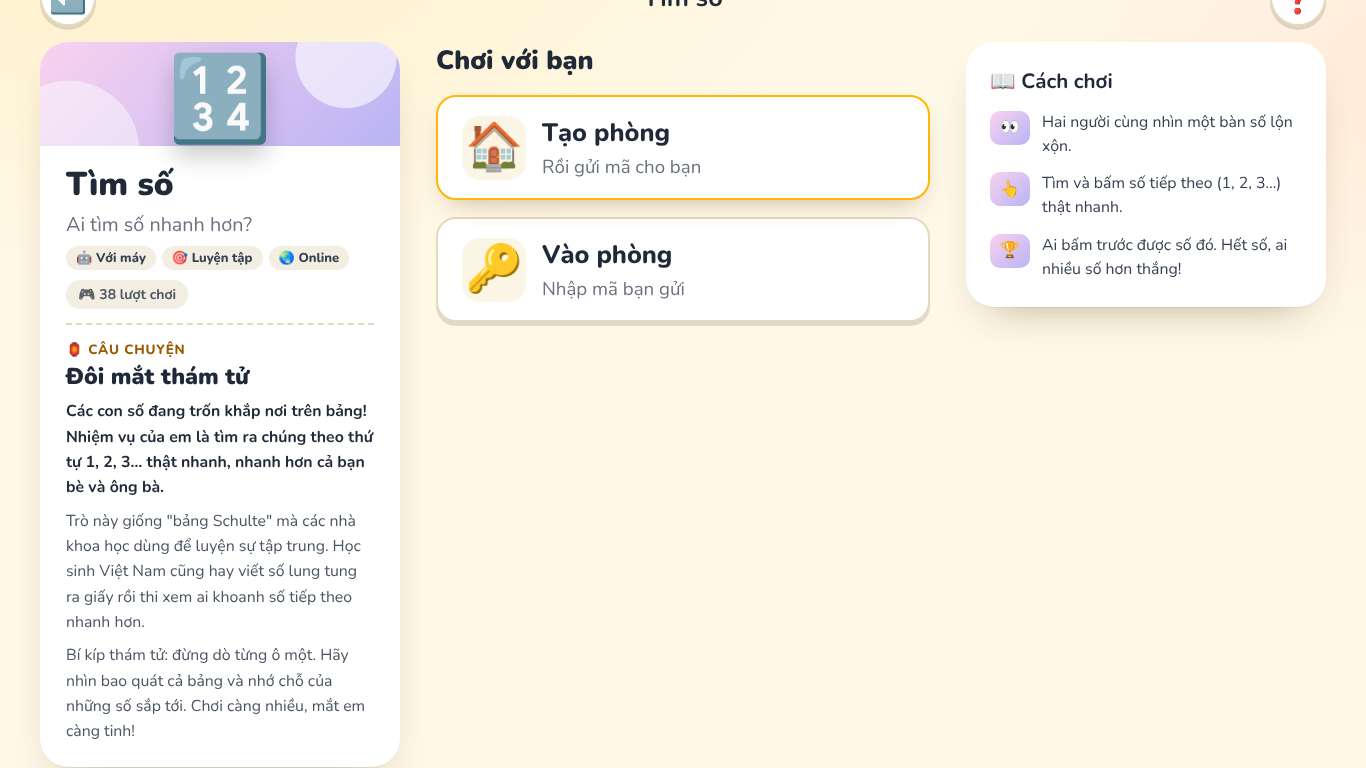 Tìm số
1 2
3 4
Tìm số
Ai tìm số nhanh hơn?
Với máy
Luyện tập
Online
38 lượt chơi
CÂU CHUYỆN
Đôi mắt thám tử
Các con số đang trốn khắp nơi trên bảng!
Nhiệm vụ của em là tìm ra chúng theo thứ
tự 1, 2, 3... thật nhanh, nhanh hơn cả bạn
bè và ông bà.
Trò này giống "bảng Schulte" mà các nhà
khoa học dùng để luyện sự tập trung. Học
sinh Việt Nam cũng hay viết số lung tung
ra giấy rồi thi xem ai khoanh số tiếp theo
nhanh hơn.
Bí kíp thám tử: đừng dò từng ô một. Hãy
nhìn bao quát cả bảng và nhớ chỗ của
những số sắp tới. Chơi càng nhiều, mắt em
càng tinh!
Chơi với bạn
Tạo phòng
Rồi gửi mã cho bạn
Vào phòng
Nhập mã bạn gửi
Cách chơi
Hai người cùng nhìn một bàn số lộn
xộn.
Tìm và bấm số tiếp theo (1, 2, 3...)
thật nhanh.
Ai bấm trước được số đó. Hết số, ai
nhiều số hơn thắng!